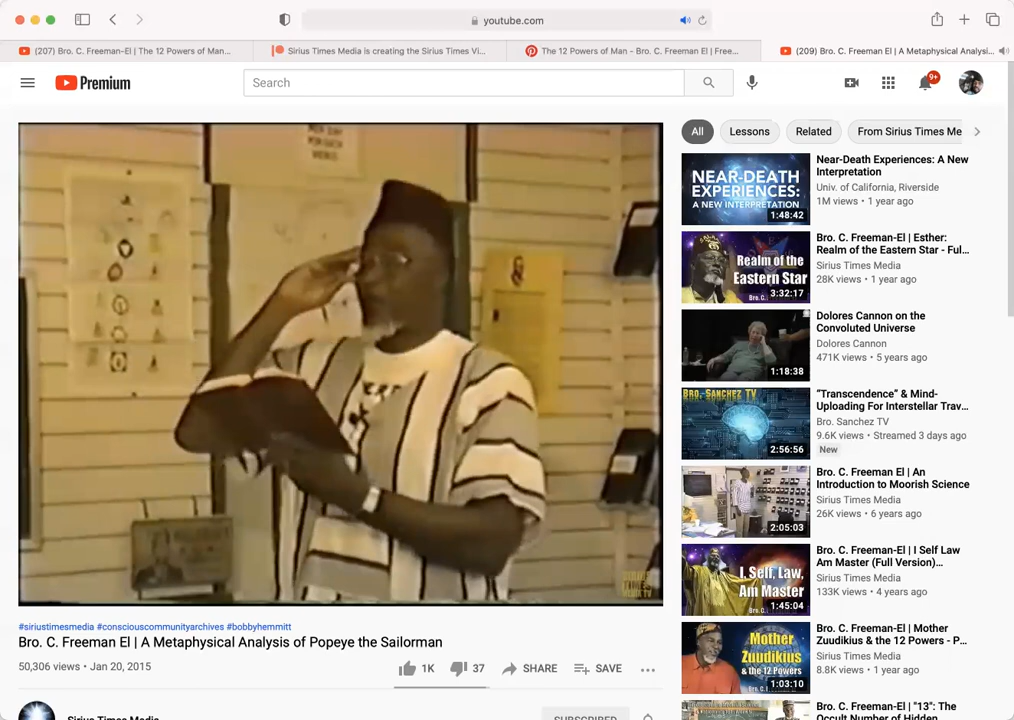 youtube.com
(207) Bro. C. Freeman-El | The 12 Powers of Man...
Sirius Times Media is creating the Sirius Times Vi...
The 12 Powers of Man - Bro. C. Freeman El | Free...
(209) Bro. C. Freeman El | A Metaphysical Analysi...
Premium
Search
9+
All
Lessons
Related
From Sirius Times Me
NEAR-DEATH
EXPERIENCES:
A NEW INTERPRETATION
1:48:42
Near-Death Experiences: A New
Interpretation
Univ. of California, Riverside
1M views • 1 year ago
Realm of the
Eastern Star
Bro. C.
3:32:17
Bro. C. Freeman-El | Esther:
Realm of the Eastern Star - Ful...
Sirius Times Media
28K views • 1 year ago
1:18:38
Dolores Cannon on the
Convoluted Universe
Dolores Cannon
471K views • 5 years ago
BRO. SANCHEZ TV
2:56:56
“Transcendence” & Mind-
Uploading For Interstellar Trav...
Bro. Sanchez TV
9.6K views • Streamed 3 days ago
New
2:05:03
Bro. C. Freeman El | An
Introduction to Moorish Science
Sirius Times Media
26K views • 6 years ago
I, Self, Law,
Am Master
1:45:04
Bro. C. Freeman-El | I Self Law
Am Master (Full Version)...
Sirius Times Media
133K views • 4 years ago
Mother
Zuudikius
& the 12 Powers
Bro. C.
1:03:10
Bro. C. Freeman-El | Mother
Zuudikius & the 12 Powers - P...
Sirius Times Media
8.8K views • 1 year ago
Bro. C. Freeman-El | "13": The
Occult Number of Hidden
#siriustimesmedia #consciouscommunityarchives #bobbyhemmitt
Bro. C. Freeman El | A Metaphysical Analysis of Popeye the Sailorman
50,306 views • Jan 20, 2015
1K
37
SHARE
SAVE
Sirius Times Media
SUBSCRIBED